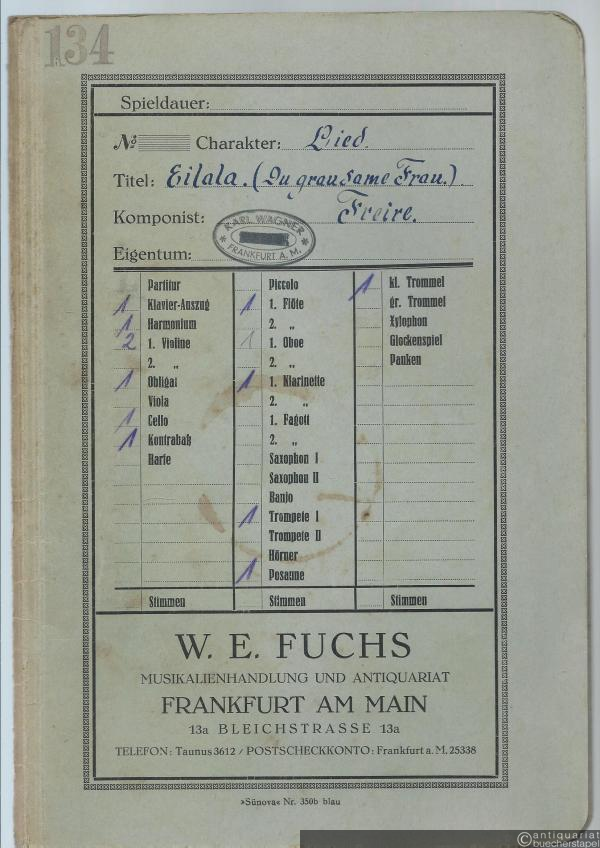 134
Spieldauer:
№ Charakter: Lied.
Titel: Eilala. (Du grausame Frau.)
Komponist: Freire.
KARL WAGNER
FRANKFURT A. M.
Eigentum:
Partitur
1 Klavier-Auszug
1 Harmonium
2 1. Violine
2. „
1 Obligat
Viola
1 Cello
1 Kontrabaß
Harfe
Stimmen
Piccolo
1 1. Flöte
2. „
1 1. Oboe
2. „
1 1. Klarinette
2. „
1. Fagott
2. „
Saxophon I
Saxophon II
Banjo
1 Trompete I
Trompete II
Hörner
1 Posaune
Stimmen
1 kl. Trommel
gr. Trommel
Xylophon
Glockenspiel
Pauken
Stimmen
W. E. FUCHS
MUSIKALIENHANDLUNG UND ANTIQUARIAT
FRANKFURT AM MAIN
13a BLEICHSTRASSE 13a
TELEFON: Taunus 3612 / POSTSCHECKKONTO: Frankfurt a. M. 25338
»Sünova« Nr. 350b blau
©antiquariat
buecherstapel